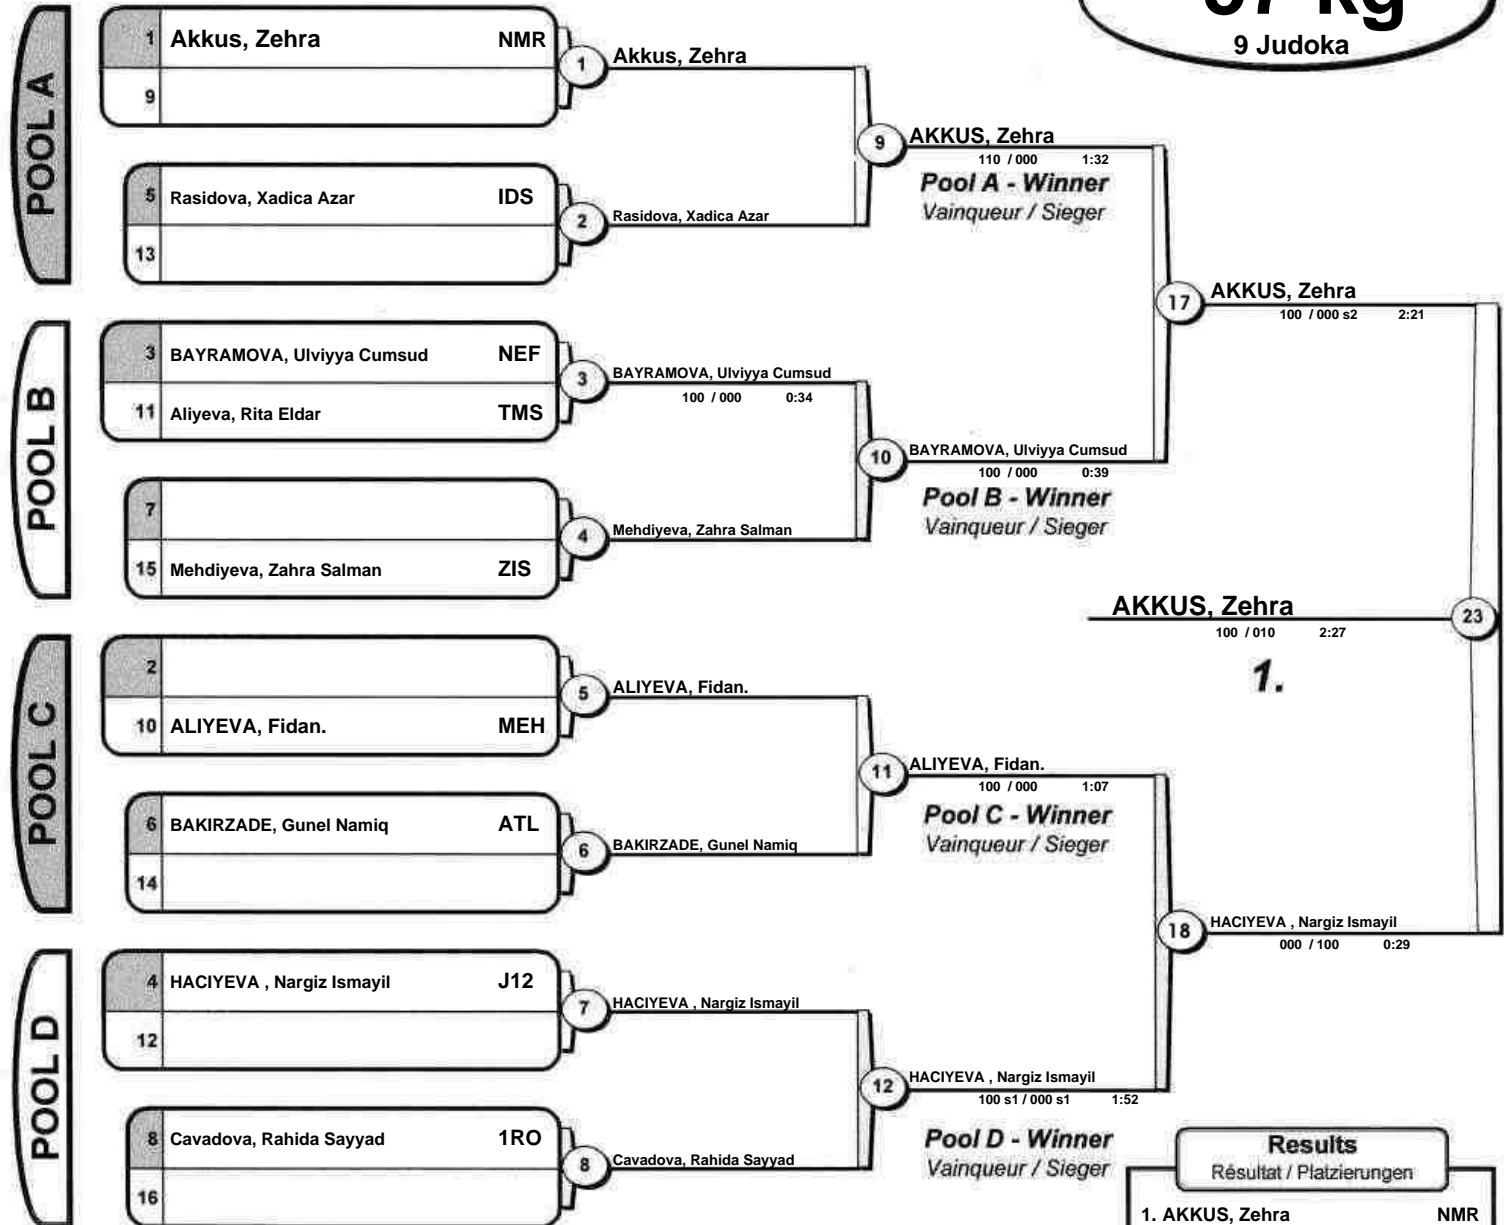 kg
9 Judoka
POOL A
1 Akkus, Zehra NMR
9
1 Akkus, Zehra
5 Rasidova, Xadica Azar IDS
13
2 Rasidova, Xadica Azar
9 AKKUS, Zehra
110 / 000 1:32
Pool A - Winner
Vainqueur / Sieger
POOL B
3 BAYRAMOVA, Ulviyya Cumsud NEF
11 Aliyeva, Rita Eldar TMS
3 BAYRAMOVA, Ulviyya Cumsud
100 / 000 0:34
7
15 Mehdiyeva, Zahra Salman ZIS
4 Mehdiyeva, Zahra Salman
10 BAYRAMOVA, Ulviyya Cumsud
100 / 000 0:39
Pool B - Winner
Vainqueur / Sieger
17 AKKUS, Zehra
100 / 000 s2 2:21
POOL C
2
10 ALIYEVA, Fidan. MEH
5 ALIYEVA, Fidan.
6 BAKIRZADE, Gunel Namiq ATL
14
6 BAKIRZADE, Gunel Namiq
11 ALIYEVA, Fidan.
100 / 000 1:07
Pool C - Winner
Vainqueur / Sieger
POOL D
4 HACIYEVA , Nargiz Ismayil J12
12
7 HACIYEVA , Nargiz Ismayil
8 Cavadova, Rahida Sayyad 1RO
16
8 Cavadova, Rahida Sayyad
12 HACIYEVA , Nargiz Ismayil
100 s1 / 000 s1 1:52
Pool D - Winner
Vainqueur / Sieger
18 HACIYEVA , Nargiz Ismayil
000 / 100 0:29
AKKUS, Zehra 23
100 / 010 2:27
1.
Results
Résultat / Platzierungen
1. AKKUS, Zehra NMR